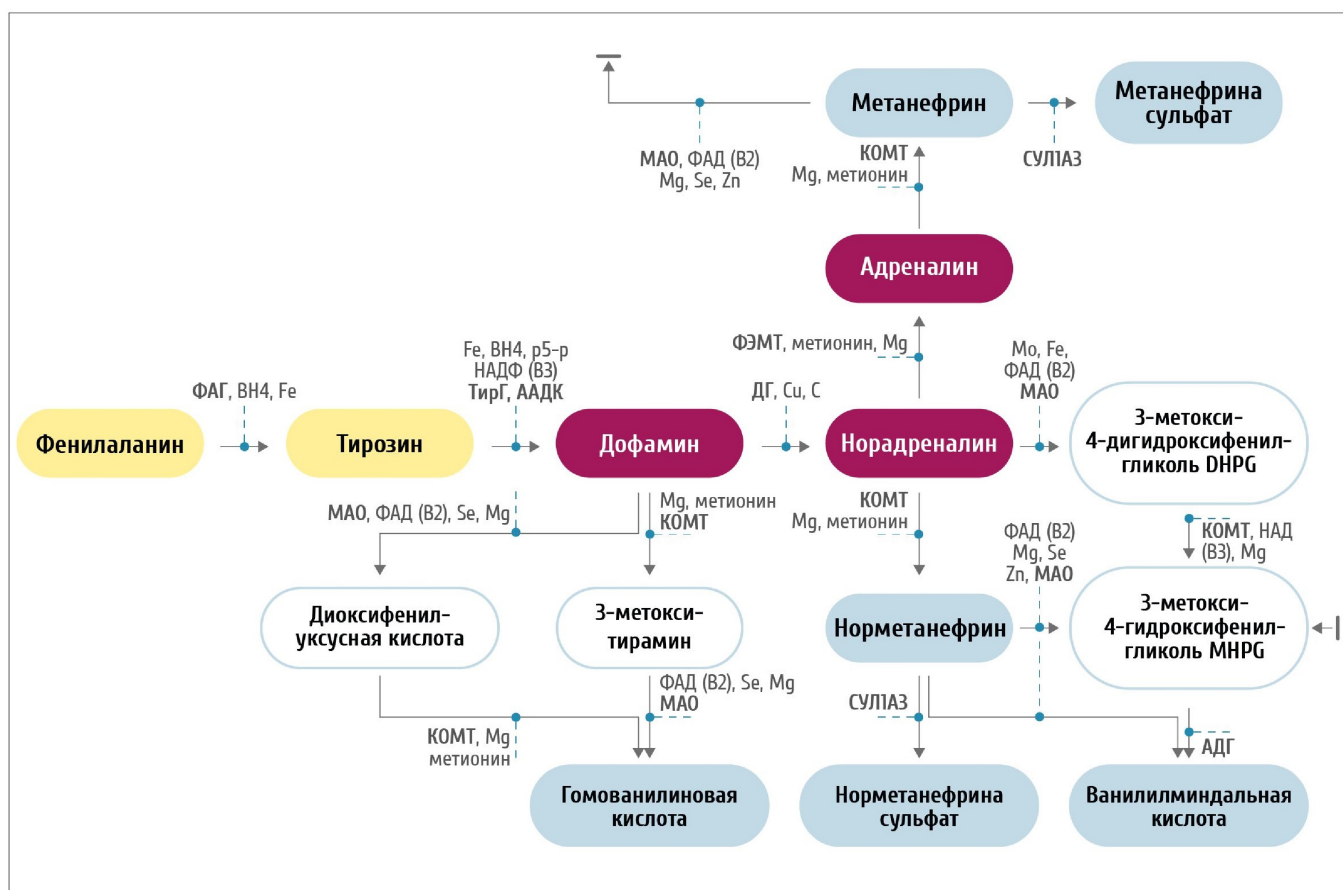 Метанефрин
Метанефрина
сульфат
МАО, ФАД (B2)
Mg, Se, Zn
КОМТ
Mg, метионин
СУЛ1А3
Адреналин
ФЭМТ, метионин, Mg
Fe, BH4, p5-p
НАДФ (B3)
ТирГ, ААДК
Mo, Fe,
ФАД (B2)
МАО
ФАГ, BH4, Fe
ДГ, Cu, C
Фенилаланин
Тирозин
Дофамин
Норадреналин
3-метокси-
4-дигидроксифенил-
гликоль DHPG
МАО, ФАД (B2), Se, Mg
Mg, метионин
КОМТ
КОМТ
Mg, метионин
ФАД (B2)
Mg, Se
Zn, МАО
КОМТ, НАД
(B3), Mg
Диоксифенил-
уксусная кислота
3-метокси-
тирамин
Норметанефрин
3-метокси-
4-гидроксифенил-
гликоль MHPG
ФАД (B2), Se, Mg
МАО
СУЛ1А3
КОМТ, Mg
метионин
АДГ
Гомованилиновая
кислота
Норметанефрина
сульфат
Ванилилминдальная
кислота